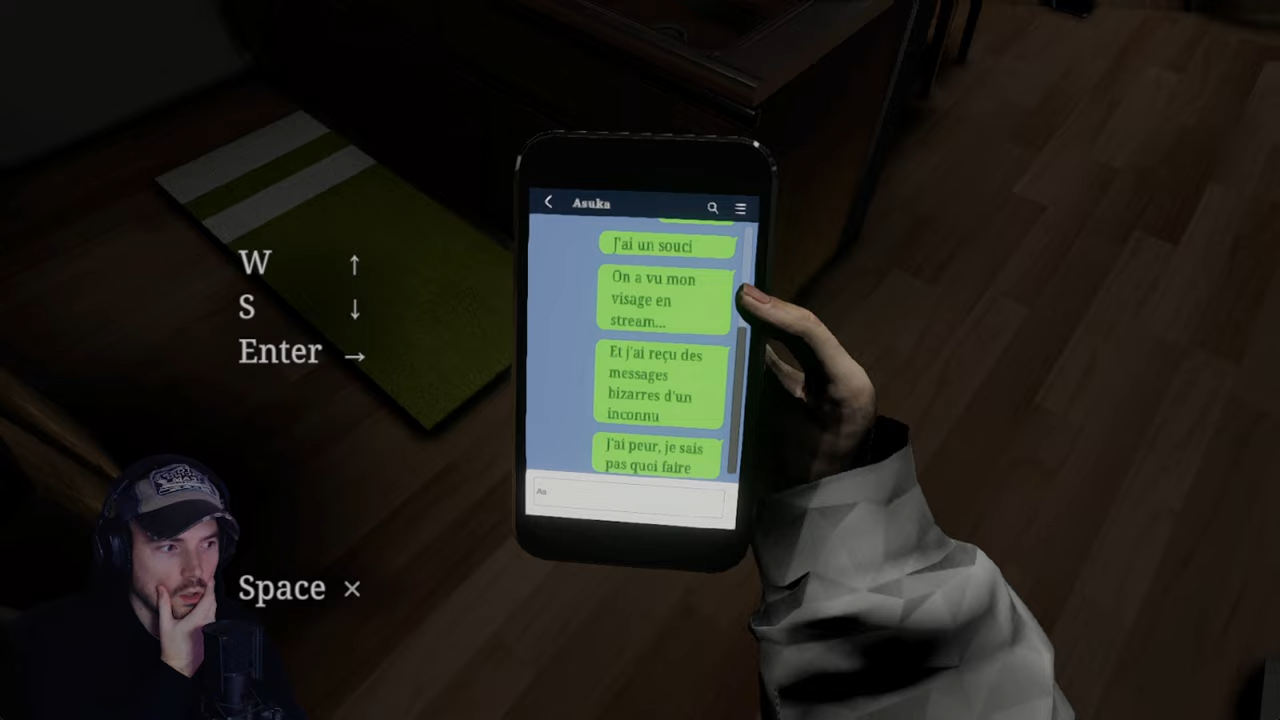 Asuka
J'ai un souci
On a vu mon
visage en
stream...
Et j'ai reçu des
messages
bizarres d'un
inconnu
J'ai peur, je sais
pas quoi faire
Aa
W ↑
S ↓
Enter →
Space ×